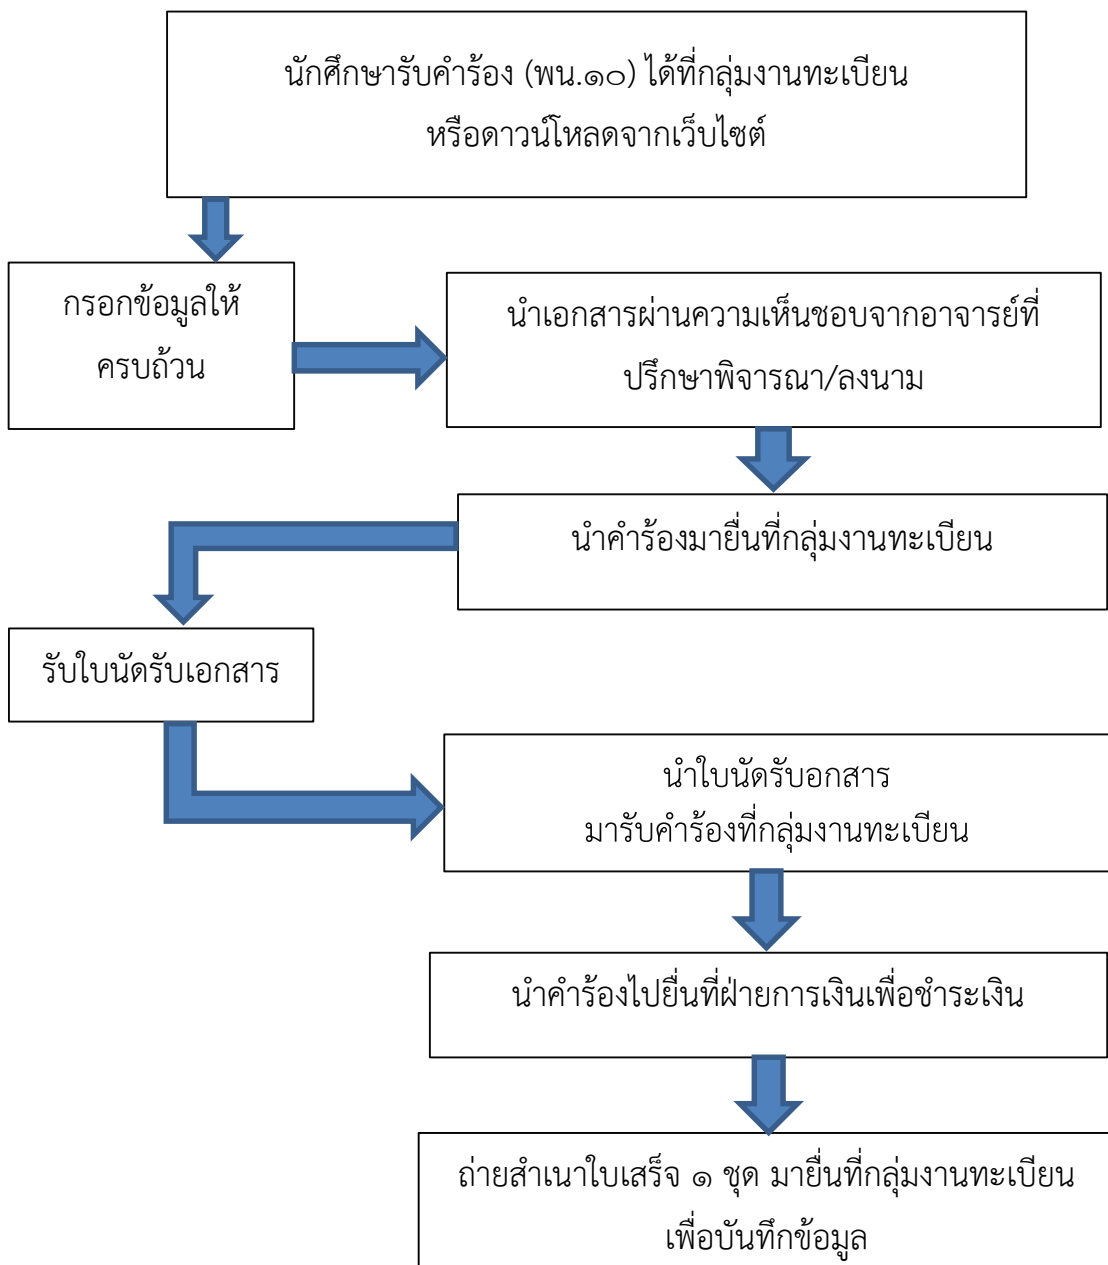 นักศึกษารับคำร้อง (พน.๑๐) ได้ที่กลุ่มงานทะเบียน
หรือดาวน์โหลดจากเว็บไซต์
กรอกข้อมูลให้
ครบถ้วน
นำเอกสารผ่านความเห็นชอบจากอาจารย์ที่
ปรึกษาพิจารณา/ลงนาม
นำคำร้องมายื่นที่กลุ่มงานทะเบียน
รับใบนัดรับเอกสาร
นำใบนัดรับอกสาร
มารับคำร้องที่กลุ่มงานทะเบียน
นำคำร้องไปยื่นที่ฝ่ายการเงินเพื่อชำระเงิน
ถ่ายสำเนาใบเสร็จ ๑ ชุด มายื่นที่กลุ่มงานทะเบียน
เพื่อบันทึกข้อมูล